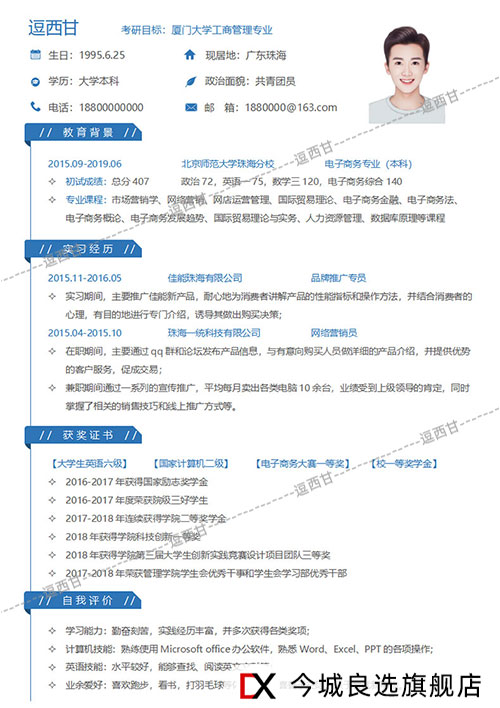 逗西甘
考研目标：厦门大学工商管理专业
生日：1995.6.25 现居地：广东珠海
学历：大学本科 政治面貌：共青团员
电话：18800000000 邮 箱：1880000@163.com
// 教育背景 //
2015.09-2019.06 北京师范大学珠海分校 电子商务专业（本科）
初试成绩：总分 407 政治 72，英语一 75，数学三 120，电子商务综合 140
专业课程：市场营销学、网络营销、网店运营管理、国际贸易理论、电子商务金融、电子商务法、
电子商务概论、电子商务发展趋势、国际贸易理论与实务、人力资源管理、数据库原理等课程
// 实习经历 //
2015.11-2016.05 佳能珠海有限公司 品牌推广专员
实习期间，主要推广佳能新产品，耐心地为消费者讲解产品的性能指标和操作方法，并结合消费者的
心理，有目的地进行专门介绍，诱导其做出购买决策；
2015.04-2015.10 珠海一统科技有限公司 网络营销员
在职期间，主要通过 qq 群和论坛发布产品信息，与有意向购买人员做详细的产品介绍，并提供优势
的客户服务，促成交易；
兼职期间通过一系列的宣传推广，平均每月卖出各类电脑 10 余台，业绩受到上级领导的肯定，同时
掌握了相关的销售技巧和线上推广方式等。
// 获奖证书 //
【大学生英语六级】 【国家计算机二级】 【电子商务大赛一等奖】 【校一等奖学金】
2016-2017 年获得国家励志奖学金
2016-2017 年度荣获院级三好学生
2017-2018 年连续获得学院二等奖学金
2018 年获得学院科技创新一等奖
2018 年获得学院第三届大学生创新实践竞赛设计项目团队三等奖
2017-2018 年荣获管理学院学生会优秀干事和学生会学习部优秀干部
// 自我评价 //
学习能力：勤奋刻苦，实践经历丰富，并多次获得各类奖项；
计算机技能：熟练使用 Microsoft office 办公软件，熟悉 Word、Excel、PPT 的各项操作；
英语技能：水平较好，能够查找、阅读英文
业余爱好：喜欢跑步，看书，打羽毛球
逗西甘
逗西甘
逗西甘
逗西甘
逗西甘
逗西甘
CX 今城良选旗舰店